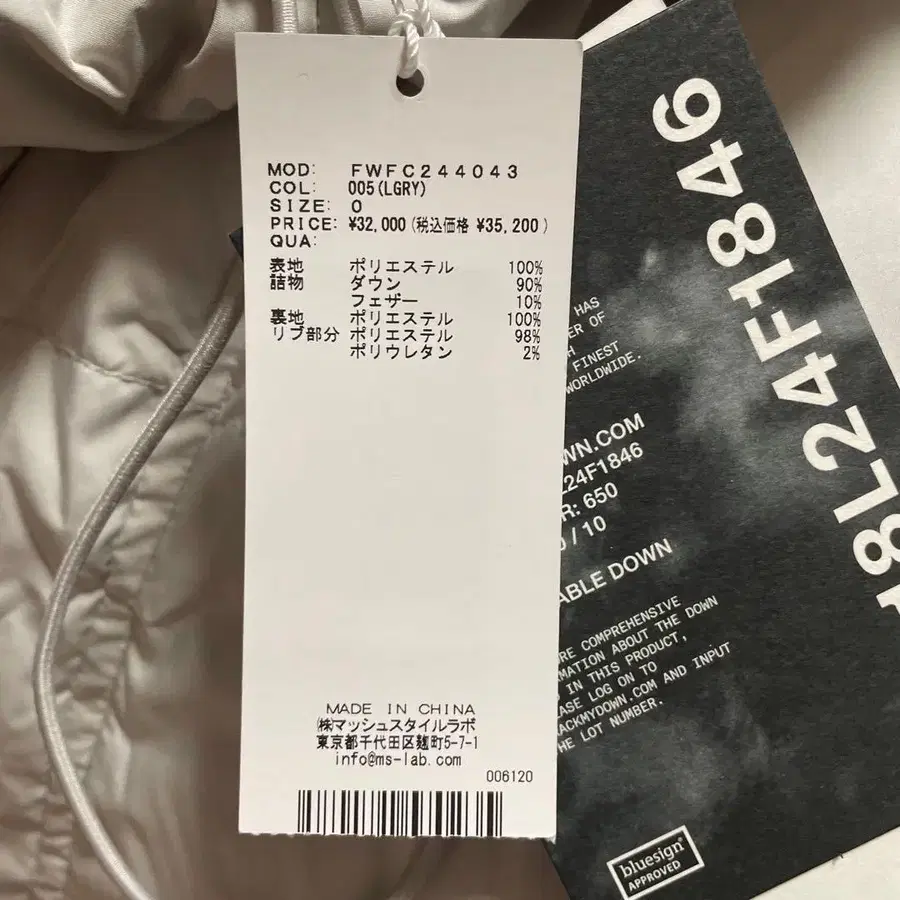 MOD: FWFC244043
COL: 005(LGRY)
SIZE: 0
PRICE: ¥32,000(税込価格 ¥35,200)
QUA:
表地 ポリエステル 100%
詰物 ダウン 90%
フェザー 10%
裏地 ポリエステル 100%
リブ部分 ポリエステル 98%
ポリウレタン 2%
MADE IN CHINA
㈱マッシュスタイルラボ
東京都千代田区麹町5-7-1
info@ms-lab.com
006120
18L24F1846
HAS
OF
FINEST
WORLDWIDE.
WN.COM
L24F1846
R: 650
/ 10
ABLE DOWN
COMPREHENSIVE
MATION ABOUT THE DOWN
IN THIS PRODUCT,
ASE LOG ON TO
ACKMYDOWN.COM AND INPUT
HE LOT NUMBER.
bluesign®
APPROVED